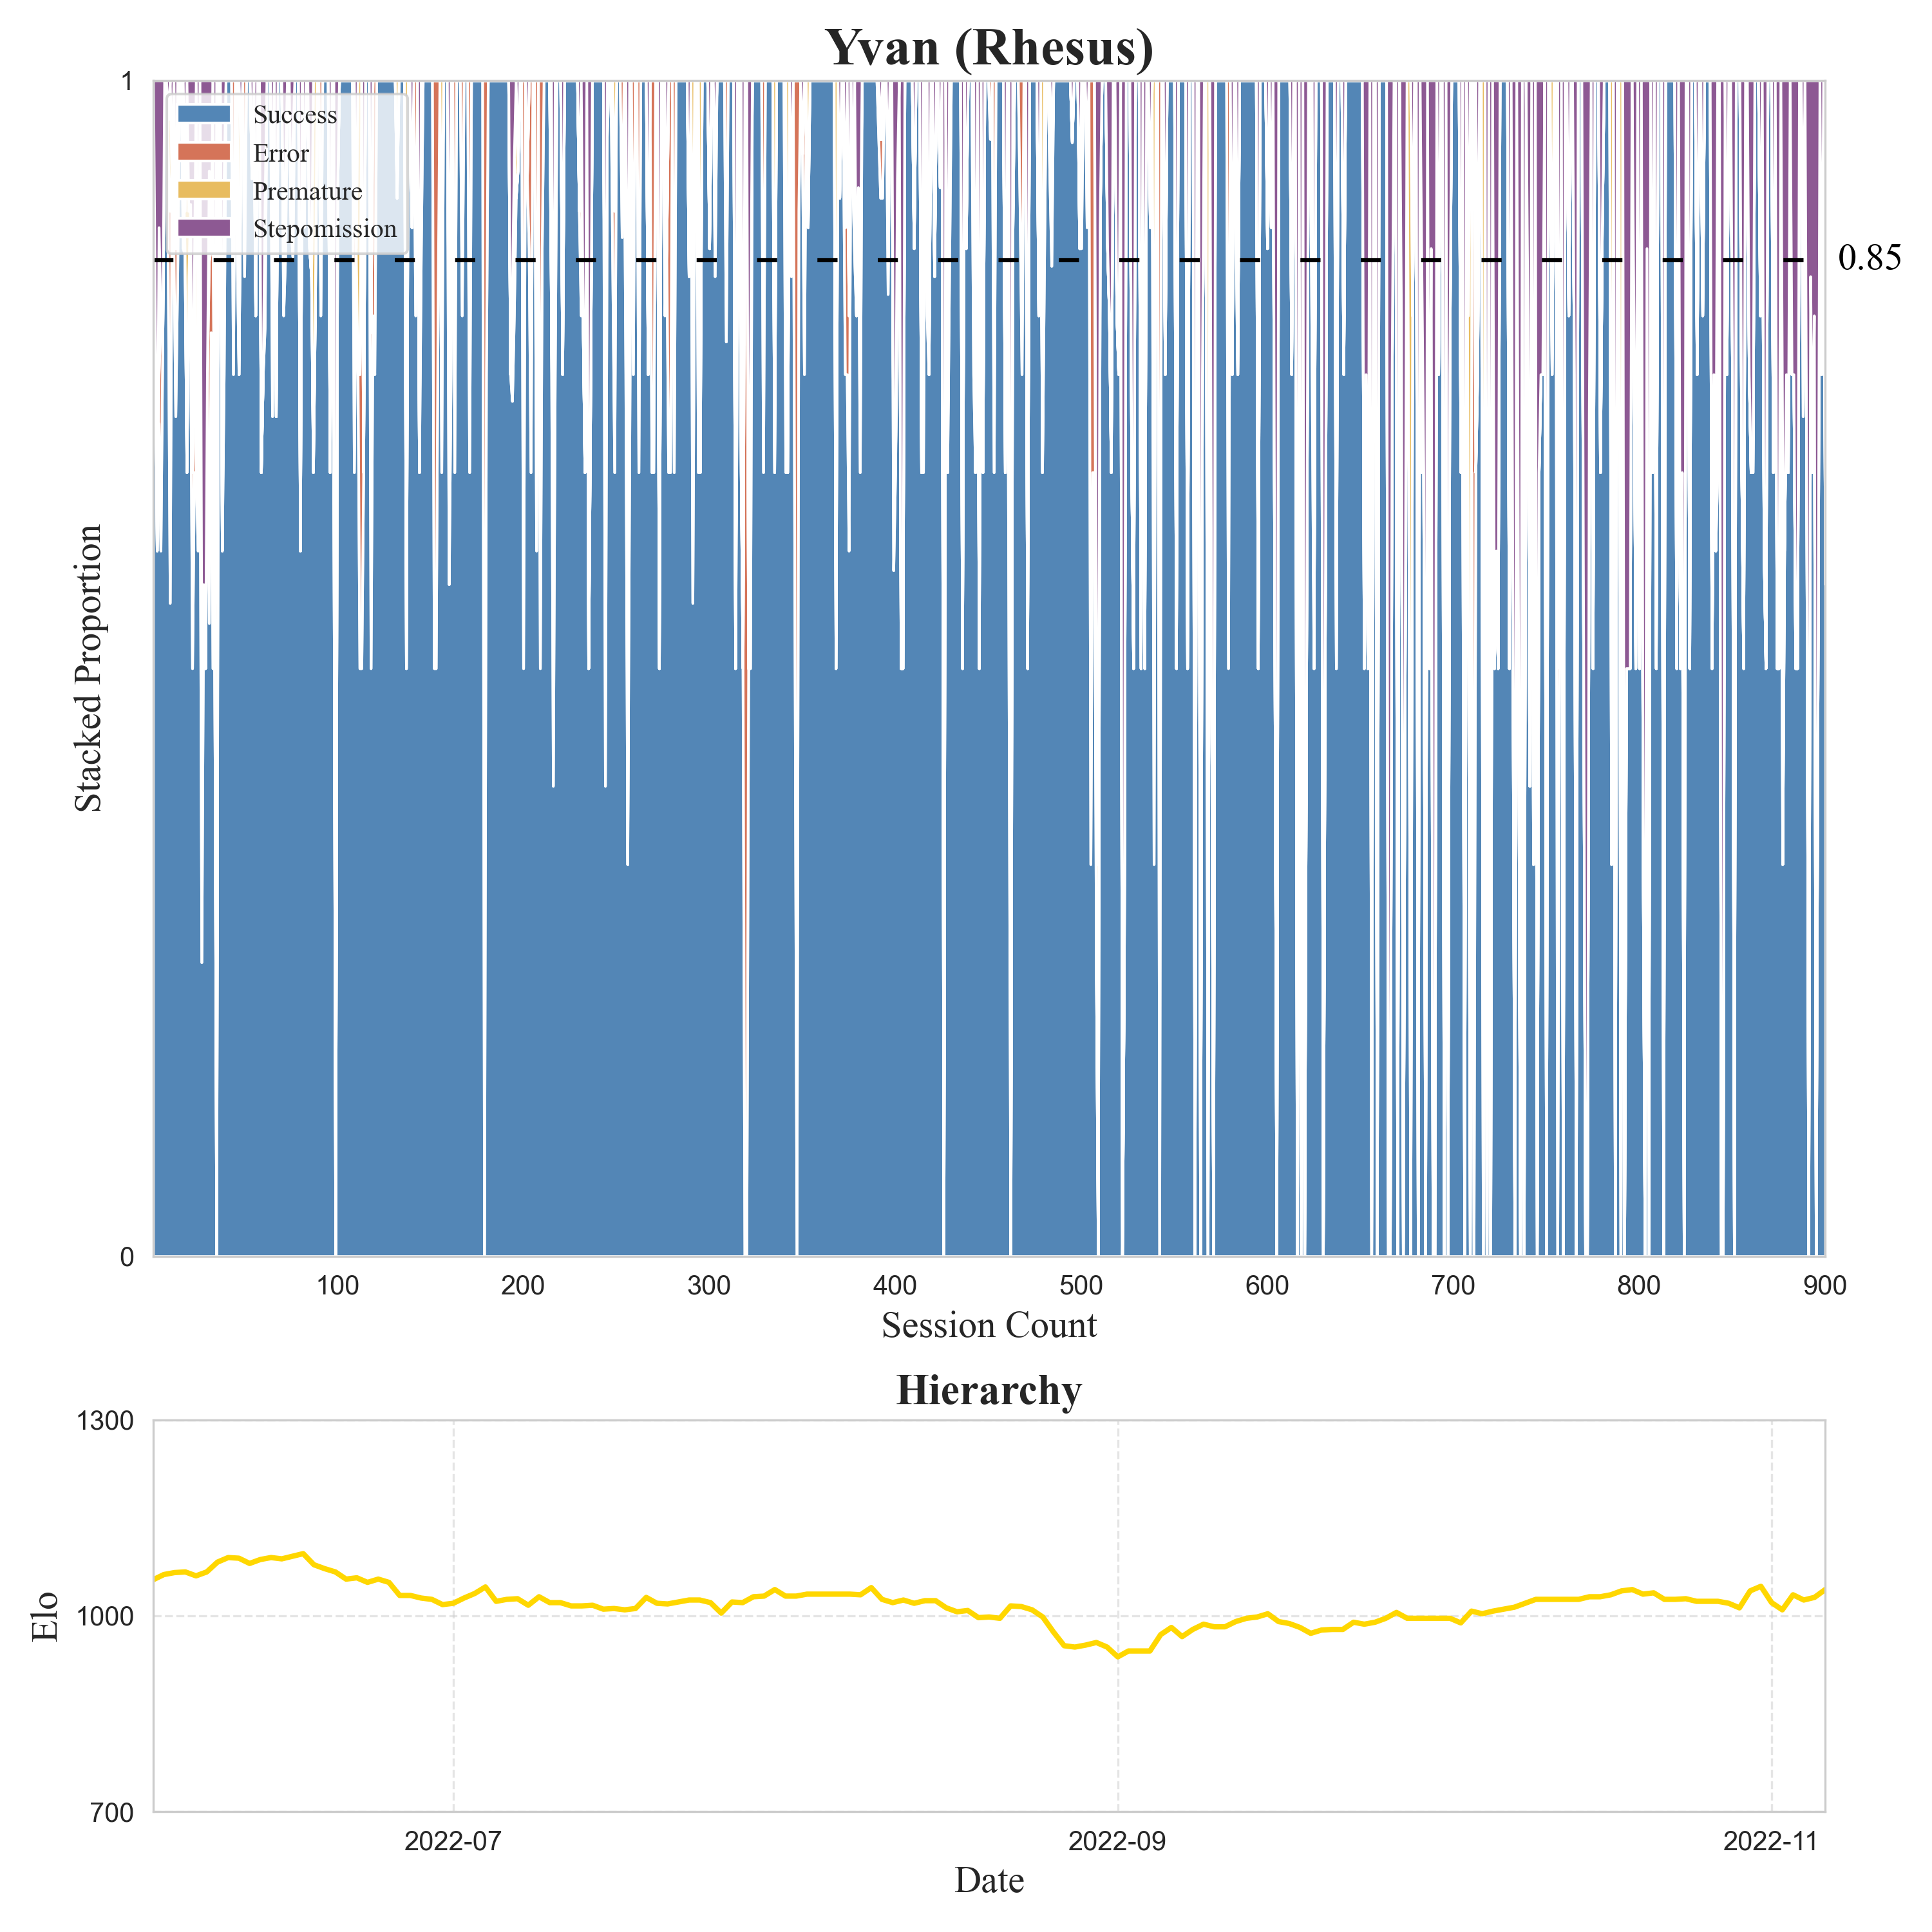 Yvan (Rhesus)
1
Success
Error
Premature
Stepomission
0.85
Stacked Proportion
0
100 200 300 400 500 600 700 800 900
Session Count
Hierarchy
1300
Elo
1000
700
2022-07 2022-09 2022-11
Date